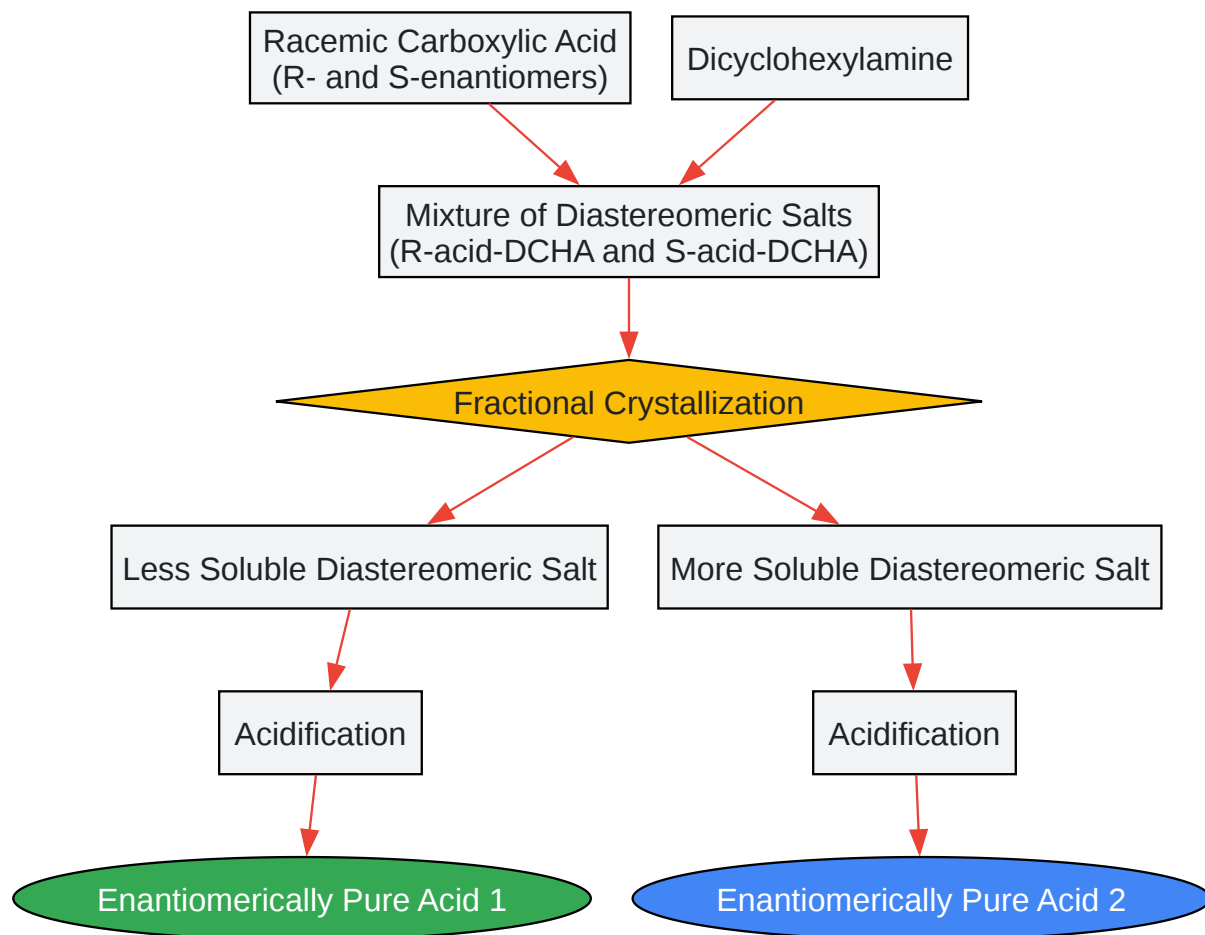 Racemic Carboxylic Acid
(R- and S-enantiomers)
Dicyclohexylamine
Mixture of Diastereomeric Salts
(R-acid-DCHA and S-acid-DCHA)
Fractional Crystallization
Less Soluble Diastereomeric Salt
More Soluble Diastereomeric Salt
Acidification
Acidification
Enantiomerically Pure Acid 1
Enantiomerically Pure Acid 2